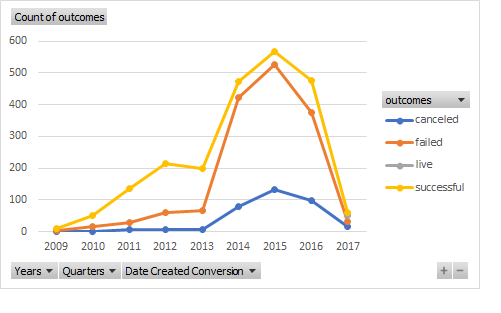 Count of outcomes
600
500
400
300
200
100
0
2009 2010 2011 2012 2013 2014 2015 2016 2017
outcomes
canceled
failed
live
successful
Years Quarters Date Created Conversion
+ −